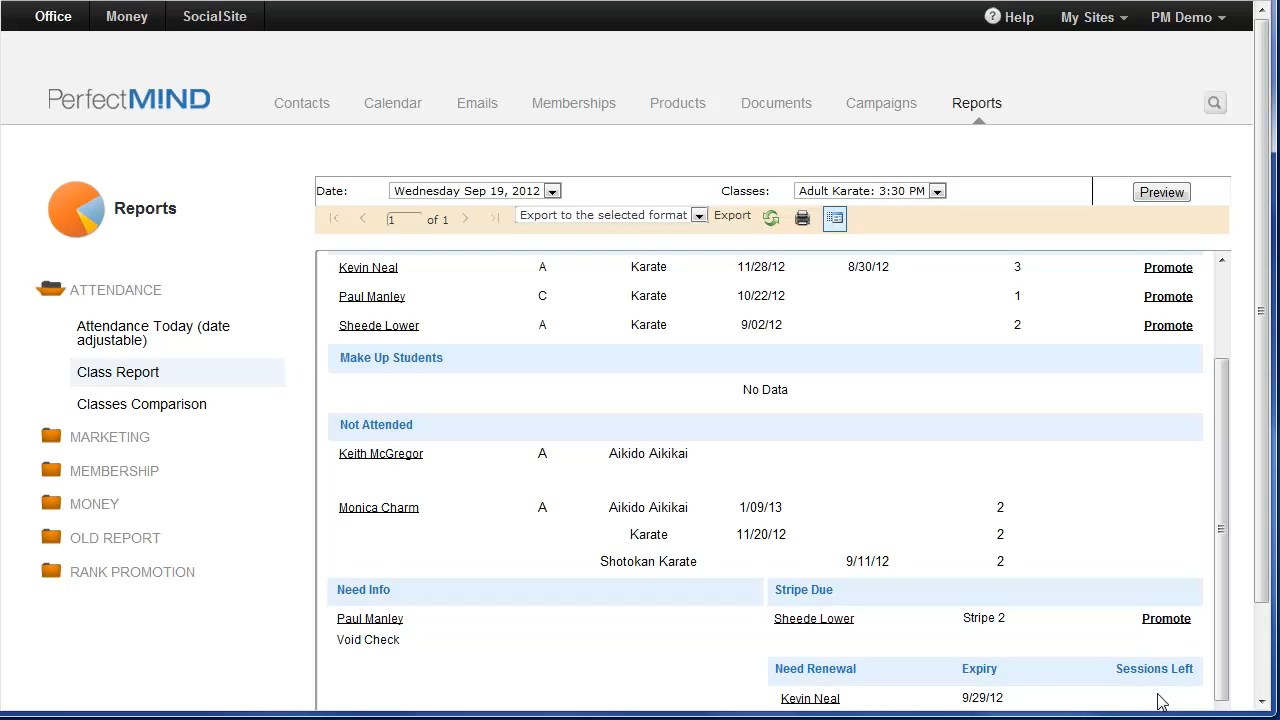 Office Money SocialSite Help My Sites PM Demo
PerfectM!ND Contacts Calendar Emails Memberships Products Documents Campaigns Reports
Reports
ATTENDANCE
Attendance Today (date
adjustable)
Class Report
Classes Comparison
MARKETING
MEMBERSHIP
MONEY
OLD REPORT
RANK PROMOTION
Date: Wednesday Sep 19, 2012 Classes: Adult Karate: 3:30 PM Preview
1 of 1 Export to the selected format Export
Kevin Neal A Karate 11/28/12 8/30/12 3 Promote
Paul Manley C Karate 10/22/12 1 Promote
Sheede Lower A Karate 9/02/12 2 Promote
Make Up Students
No Data
Not Attended
Keith McGregor A Aikido Aikikai
Monica Charm A Aikido Aikikai 1/09/13 2
Karate 11/20/12 2
Shotokan Karate 9/11/12 2
Need Info Stripe Due
Paul Manley Sheede Lower Stripe 2 Promote
Void Check
Need Renewal Expiry Sessions Left
Kevin Neal 9/29/12